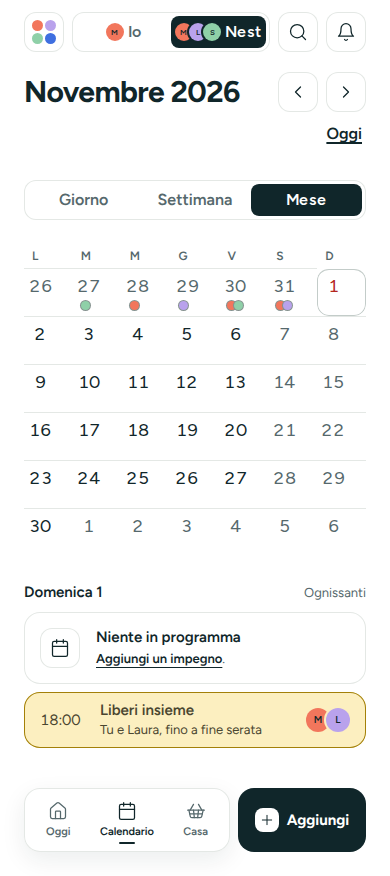 M Io M L S Nest
Novembre 2026
Oggi
Giorno Settimana Mese
L M M G V S D
26 27 28 29 30 31 1
2 3 4 5 6 7 8
9 10 11 12 13 14 15
16 17 18 19 20 21 22
23 24 25 26 27 28 29
30 1 2 3 4 5 6
Domenica 1 Ognissanti
Niente in programma
Aggiungi un impegno.
18:00 Liberi insieme M L
Tu e Laura, fino a fine serata
Oggi Calendario Casa Aggiungi